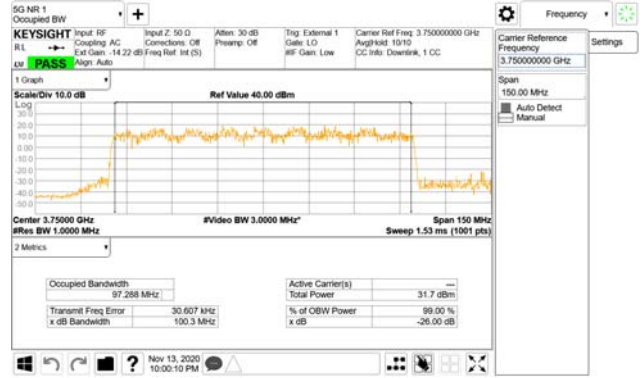 5G NR 1
Occupied BW
Frequency
KEYSIGHT
RL
LVI PASS
Input: RF
Coupling: AC
Ext Gain: -14.22 dB
Align: Auto
Input Z: 50 Ω
Corrections: Off
Freq Ref: Int (S)
Atten: 30 dB
Preamp: Off
Trig: External 1
Gate: LO
#IF Gain: Low
Carrier Ref Freq: 3.750000000 GHz
Avg|Hold: 10/10
CC Info: Downlink, 1 CC
Carrier Reference
Frequency
3.750000000 GHz
Settings
Span
150.00 MHz
Auto Detect
Manual
1 Graph
Scale/Div 10.0 dB
Ref Value 40.00 dBm
Log
30.0
20.0
10.0
0.00
-10.0
-20.0
-30.0
-40.0
-50.0
Center 3.75000 GHz
#Video BW 3.0000 MHz*
Span 150 MHz
#Res BW 1.0000 MHz
Sweep 1.53 ms (1001 pts)
2 Metrics
Occupied Bandwidth
97.288 MHz
Active Carrier(s) ---
Total Power 31.7 dBm
Transmit Freq Error 30.607 kHz
x dB Bandwidth 100.3 MHz
% of OBW Power 99.00 %
x dB -26.00 dB
Nov 13, 2020
10:00:10 PM